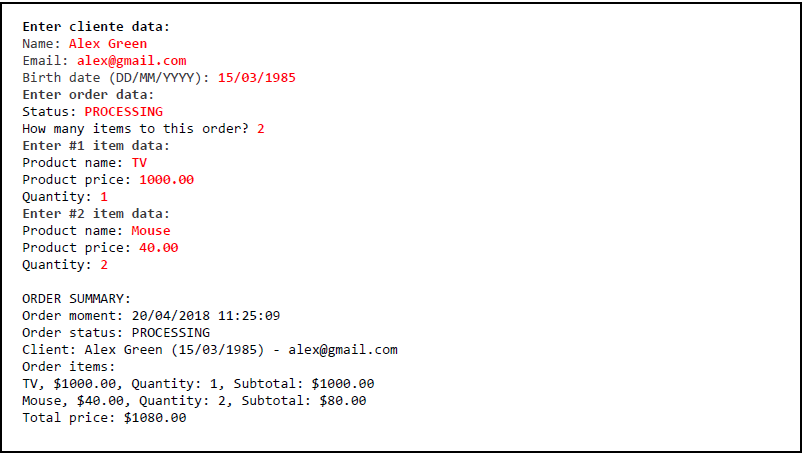 Enter cliente data:
Name: Alex Green
Email: alex@gmail.com
Birth date (DD/MM/YYYY): 15/03/1985
Enter order data:
Status: PROCESSING
How many items to this order? 2
Enter #1 item data:
Product name: TV
Product price: 1000.00
Quantity: 1
Enter #2 item data:
Product name: Mouse
Product price: 40.00
Quantity: 2
ORDER SUMMARY:
Order moment: 20/04/2018 11:25:09
Order status: PROCESSING
Client: Alex Green (15/03/1985) - alex@gmail.com
Order items:
TV, $1000.00, Quantity: 1, Subtotal: $1000.00
Mouse, $40.00, Quantity: 2, Subtotal: $80.00
Total price: $1080.00